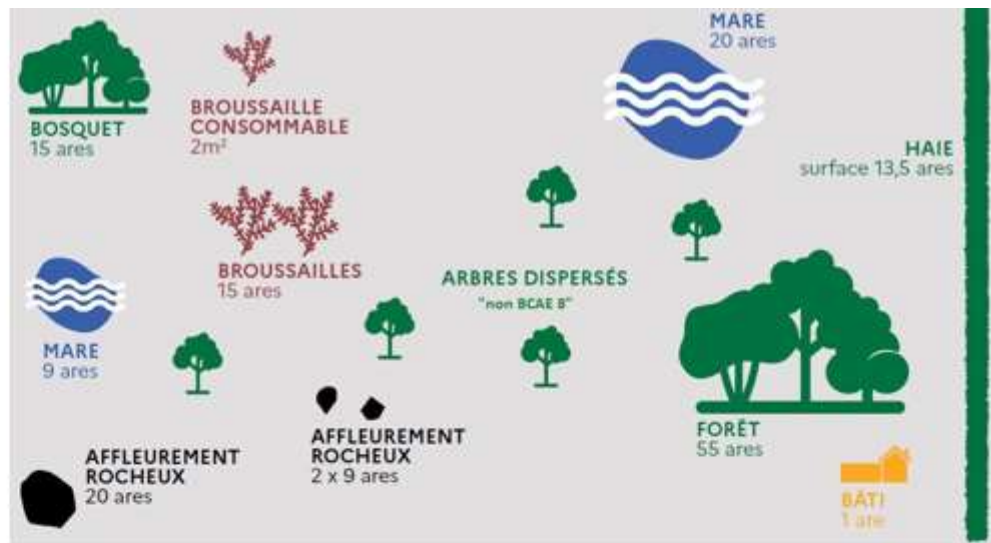 MARE
20 ares
BOSQUET
15 ares
BROUSSAILLE
CONSOMMABLE
2m²
HAIE
surface 13,5 ares
BROUSSAILLES
15 ares
ARBRES DISPERSÉS
"non BCAE 8"
MARE
9 ares
AFFLEUREMENT
ROCHEUX
2 x 9 ares
FORÊT
55 ares
AFFLEUREMENT
ROCHEUX
20 ares
BÂTI
1 are